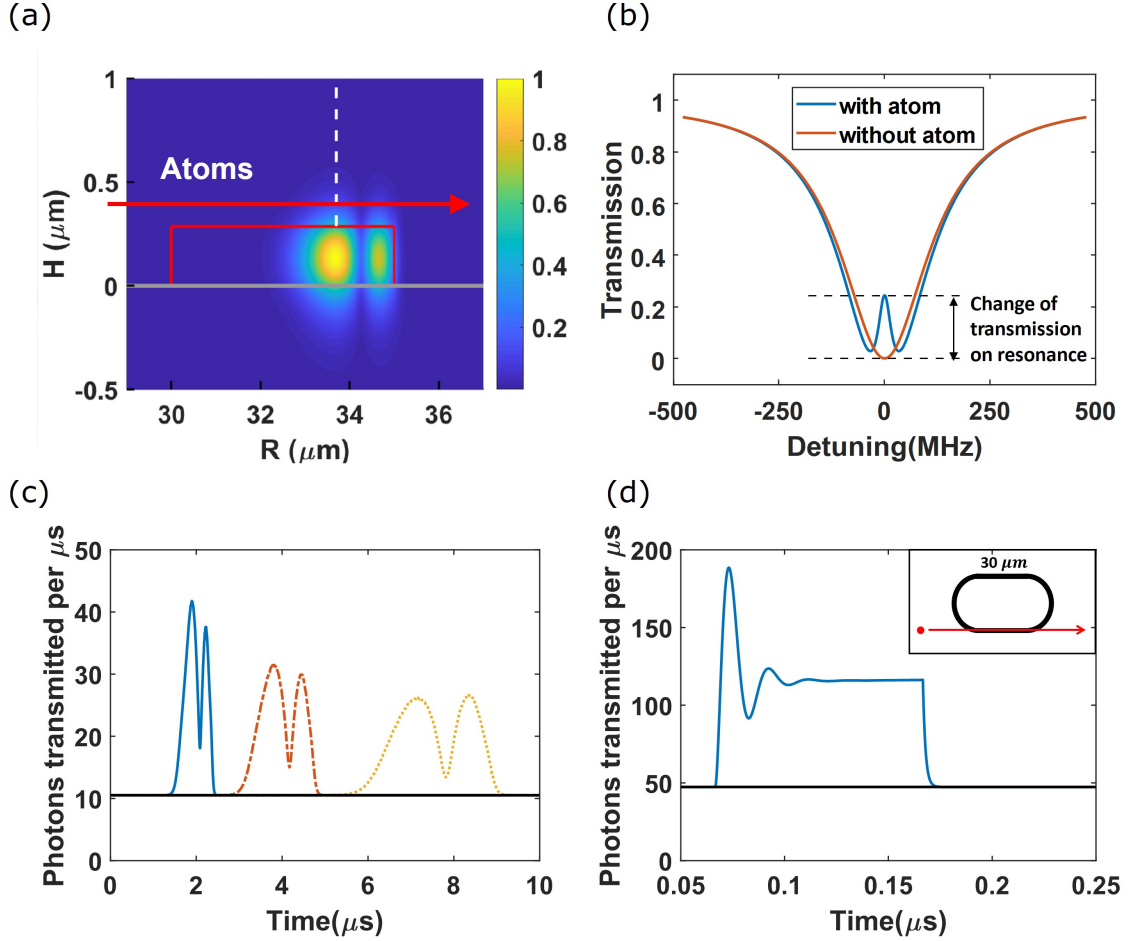 (a)
1
0.5
0
-0.5
H (μm)
Atoms
30
32
34
36
R (μm)
1
0.8
0.6
0.4
0.2
(b)
1
0.8
0.6
0.4
0.2
0
Transmission
with atom
without atom
Change of
transmission
on resonance
-500
-250
0
250
500
Detuning(MHz)
(c)
50
40
30
20
10
0
Photons transmitted per μs
0
2
4
6
8
10
Time(μs)
(d)
200
150
100
50
0
Photons transmitted per μs
30 μm
0.05
0.1
0.15
0.2
0.25
Time(μs)